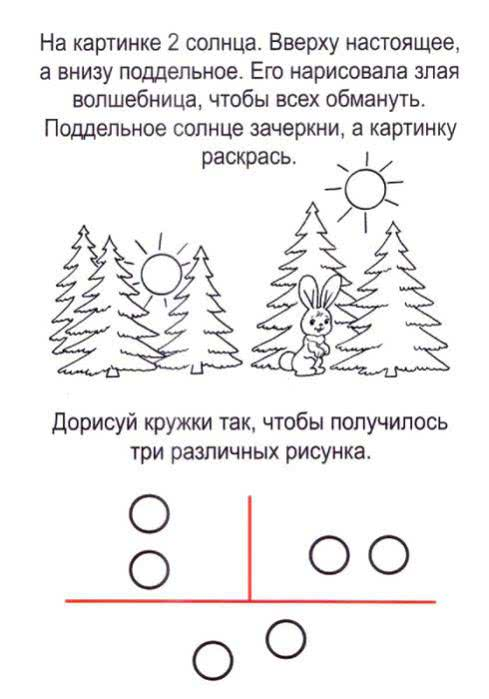 На картинке 2 солнца. Вверху настоящее,
а внизу поддельное. Его нарисовала злая
волшебница, чтобы всех обмануть.
Поддельное солнце зачеркни, а картинку
раскрась.
Дорисуй кружки так, чтобы получилось
три различных рисунка.